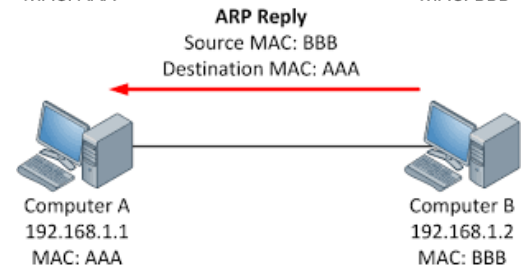 ARP Reply
Source MAC: BBB
Destination MAC: AAA
Computer A
192.168.1.1
MAC: AAA
Computer B
192.168.1.2
MAC: BBB